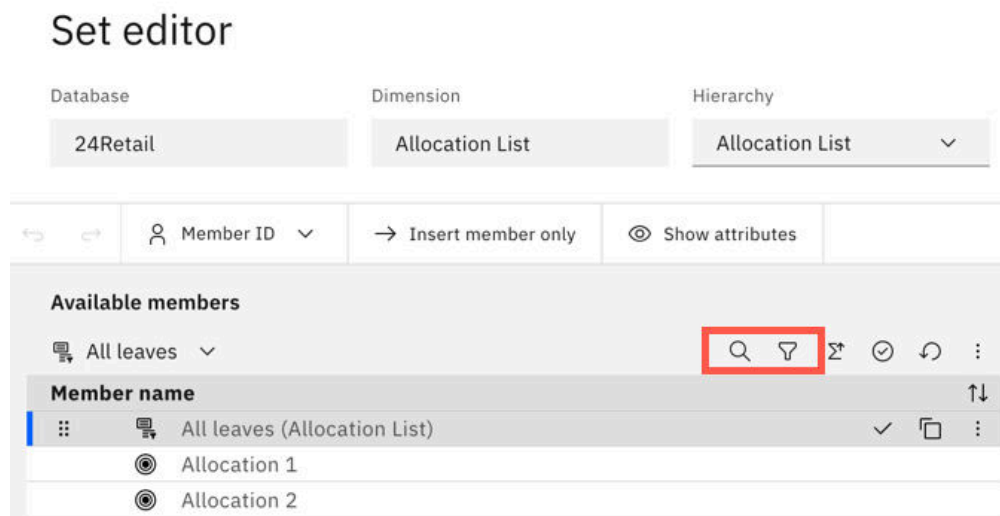 Set editor
Database Dimension Hierarchy
24Retail Allocation List Allocation List
Member ID Insert member only Show attributes
Available members
All leaves
Member name
All leaves (Allocation List)
Allocation 1
Allocation 2